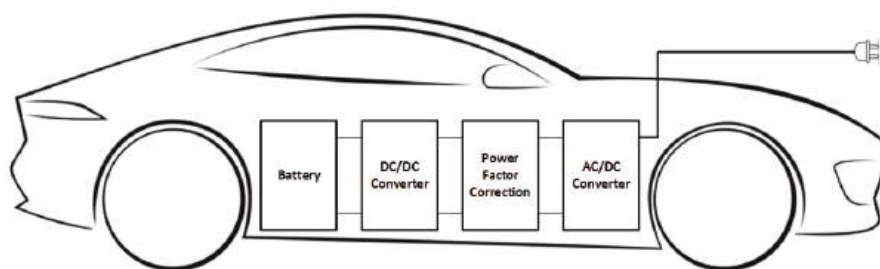 Battery
DC/DC
Converter
Power
Factor
Correction
AC/DC
Converter